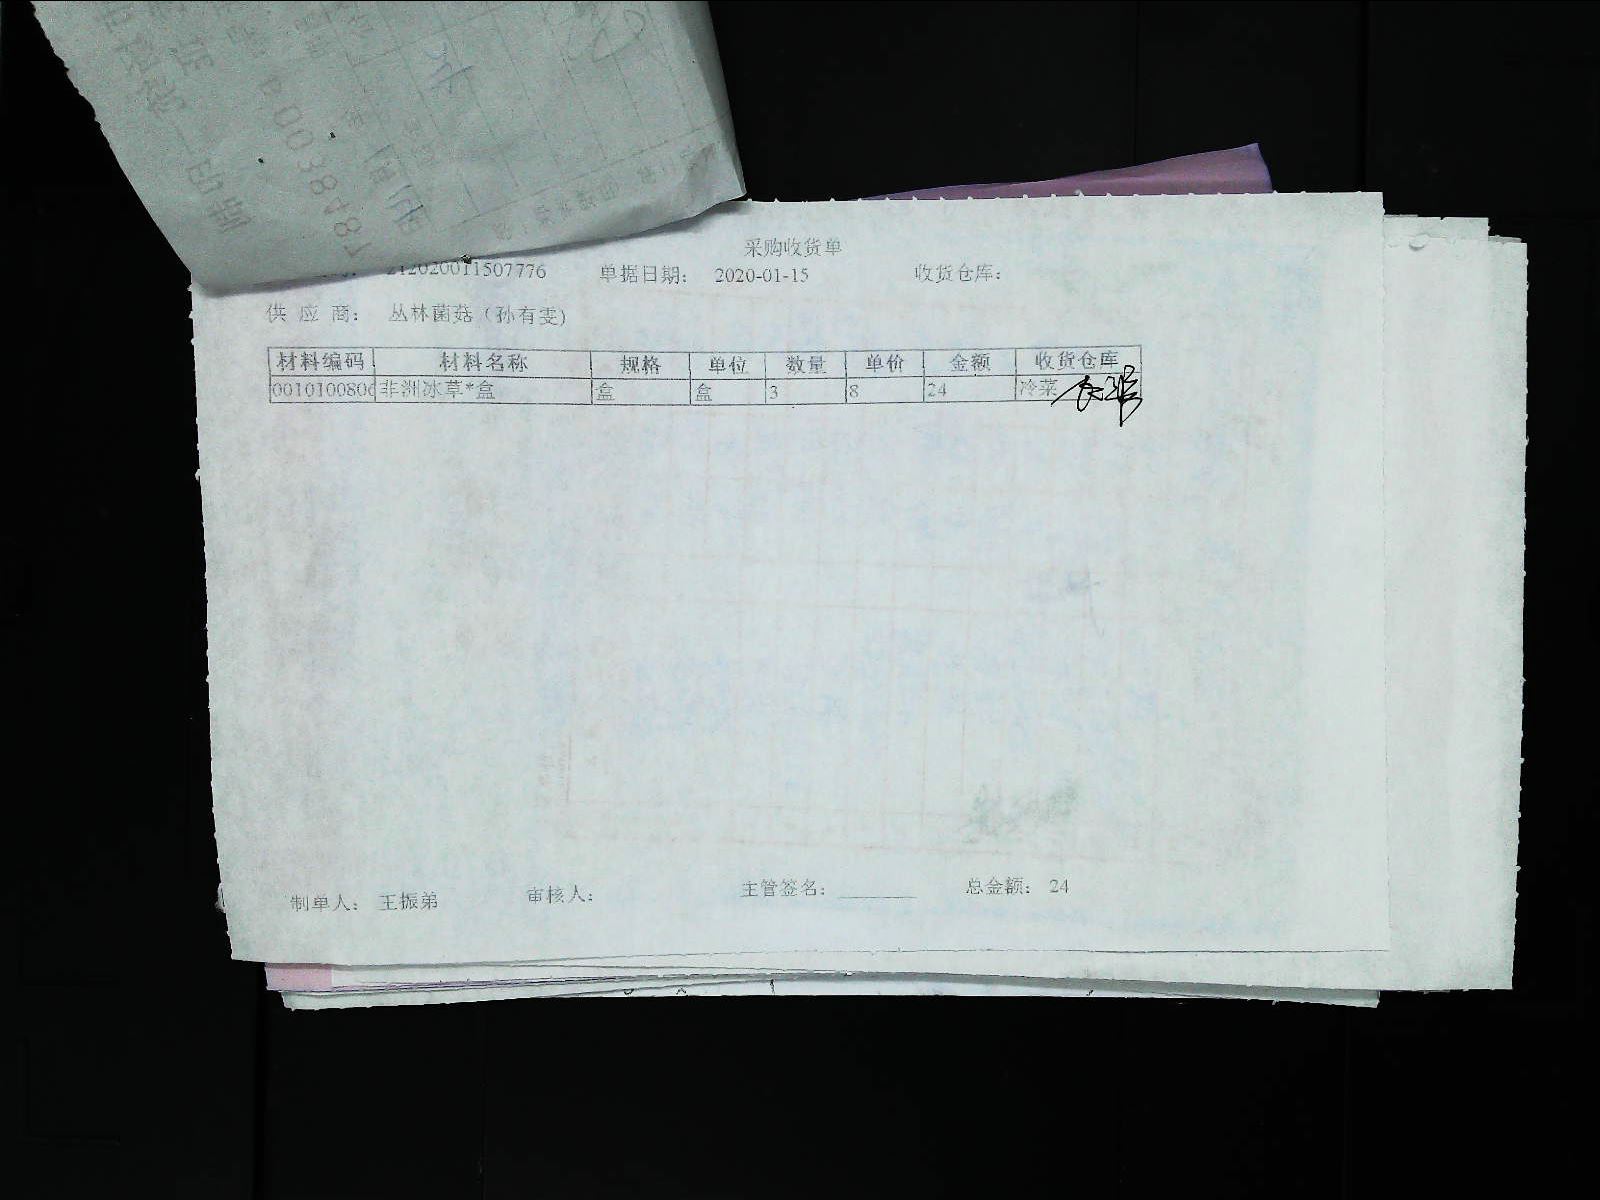 采购收货单
212020011507776 单据日期: 2020-01-15 收货仓库:
供 应 商: 丛林菌菇(孙有雯)
材料编码 材料名称 规格 单位 数量 单价 金额 收货仓库
001010080 非洲冰草*盒 盒 盒 3 8 24 冷菜
制单人: 王振弟 审核人: 主管签名: ________ 总金额: 24